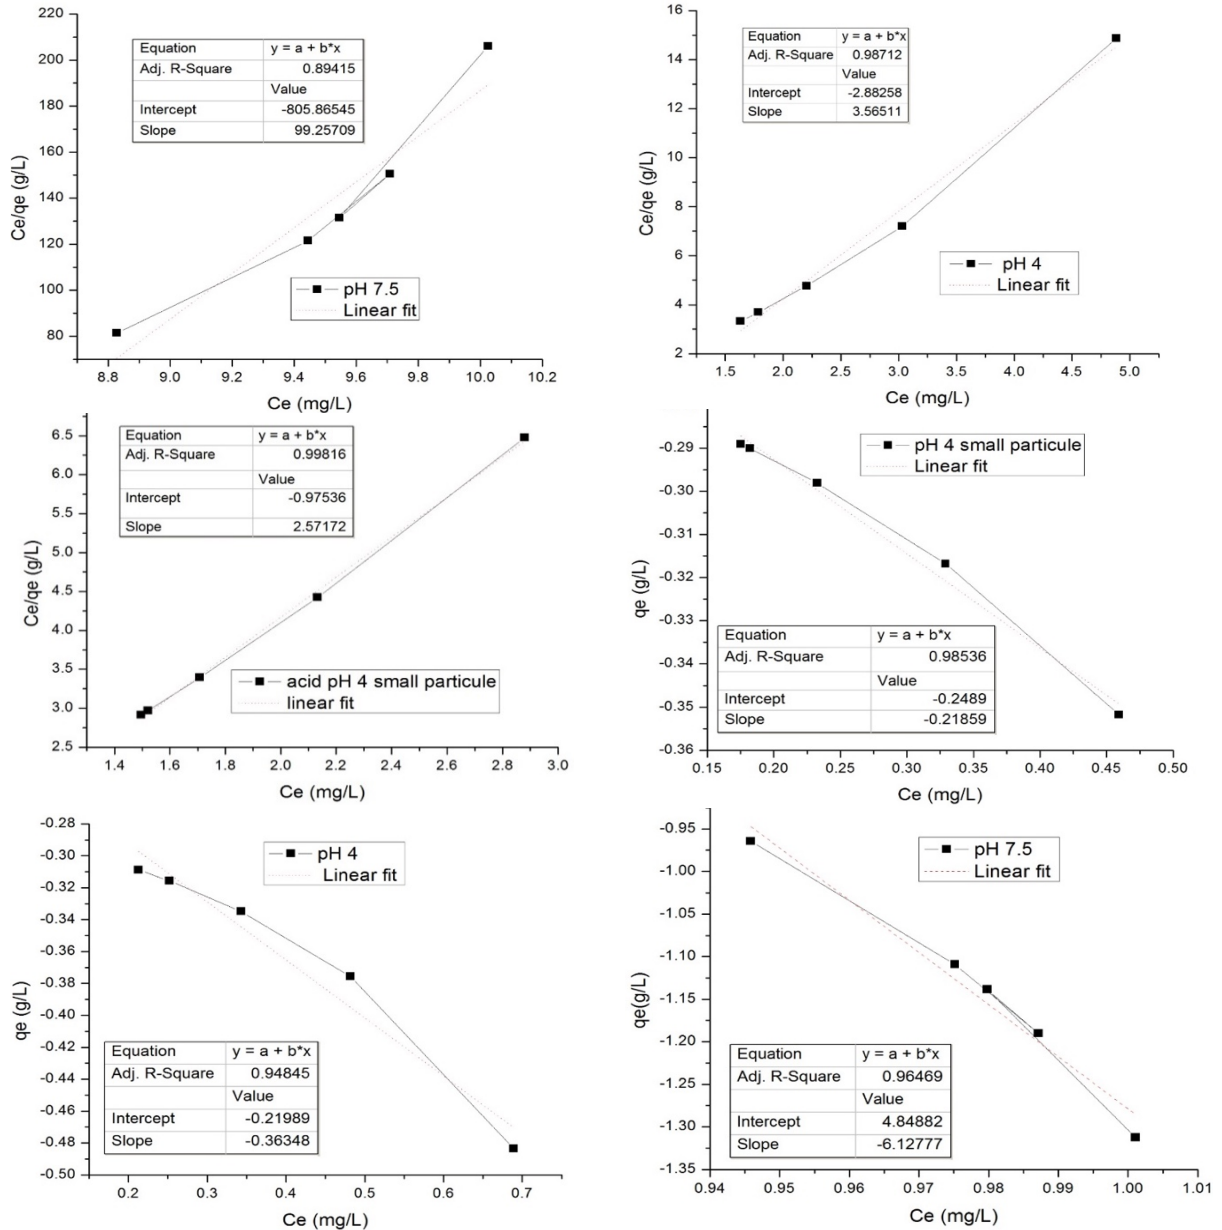 220
200
180
160
140
120
100
80
Ce/qe (g/L)
Equation y = a + b*x
Adj. R-Square 0.89415
Value
Intercept -805.86545
Slope 99.25709
pH 7.5
Linear fit
8.8 9.0 9.2 9.4 9.6 9.8 10.0 10.2
Ce (mg/L)
16
14
12
10
8
6
4
2
Ce/qe (g/L)
Equation y = a + b*x
Adj. R-Square 0.98712
Value
Intercept -2.88258
Slope 3.56511
pH 4
Linear fit
1.5 2.0 2.5 3.0 3.5 4.0 4.5 5.0
Ce (mg/L)
6.5
6.0
5.5
5.0
4.5
4.0
3.5
3.0
2.5
Ce/qe (g/L)
Equation y = a + b*x
Adj. R-Square 0.99816
Value
Intercept -0.97536
Slope 2.57172
acid pH 4 small particule
linear fit
1.4 1.6 1.8 2.0 2.2 2.4 2.6 2.8 3.0
Ce (mg/L)
-0.29
-0.30
-0.31
-0.32
-0.33
-0.34
-0.35
-0.36
qe (g/L)
pH 4 small particule
Linear fit
Equation y = a + b*x
Adj. R-Square 0.98536
Value
Intercept -0.2489
Slope -0.21859
0.15 0.20 0.25 0.30 0.35 0.40 0.45 0.50
Ce (mg/L)
-0.28
-0.30
-0.32
-0.34
-0.36
-0.38
-0.40
-0.42
-0.44
-0.46
-0.48
-0.50
qe (g/L)
pH 4
Linear fit
Equation y = a + b*x
Adj. R-Square 0.94845
Value
Intercept -0.21989
Slope -0.36348
0.2 0.3 0.4 0.5 0.6 0.7
Ce (mg/L)
-0.95
-1.00
-1.05
-1.10
-1.15
-1.20
-1.25
-1.30
-1.35
qe(g/L)
pH 7.5
Linear fit
Equation y = a + b*x
Adj. R-Square 0.96469
Value
Intercept 4.84882
Slope -6.12777
0.94 0.95 0.96 0.97 0.98 0.99 1.00 1.01
Ce (mg/L)